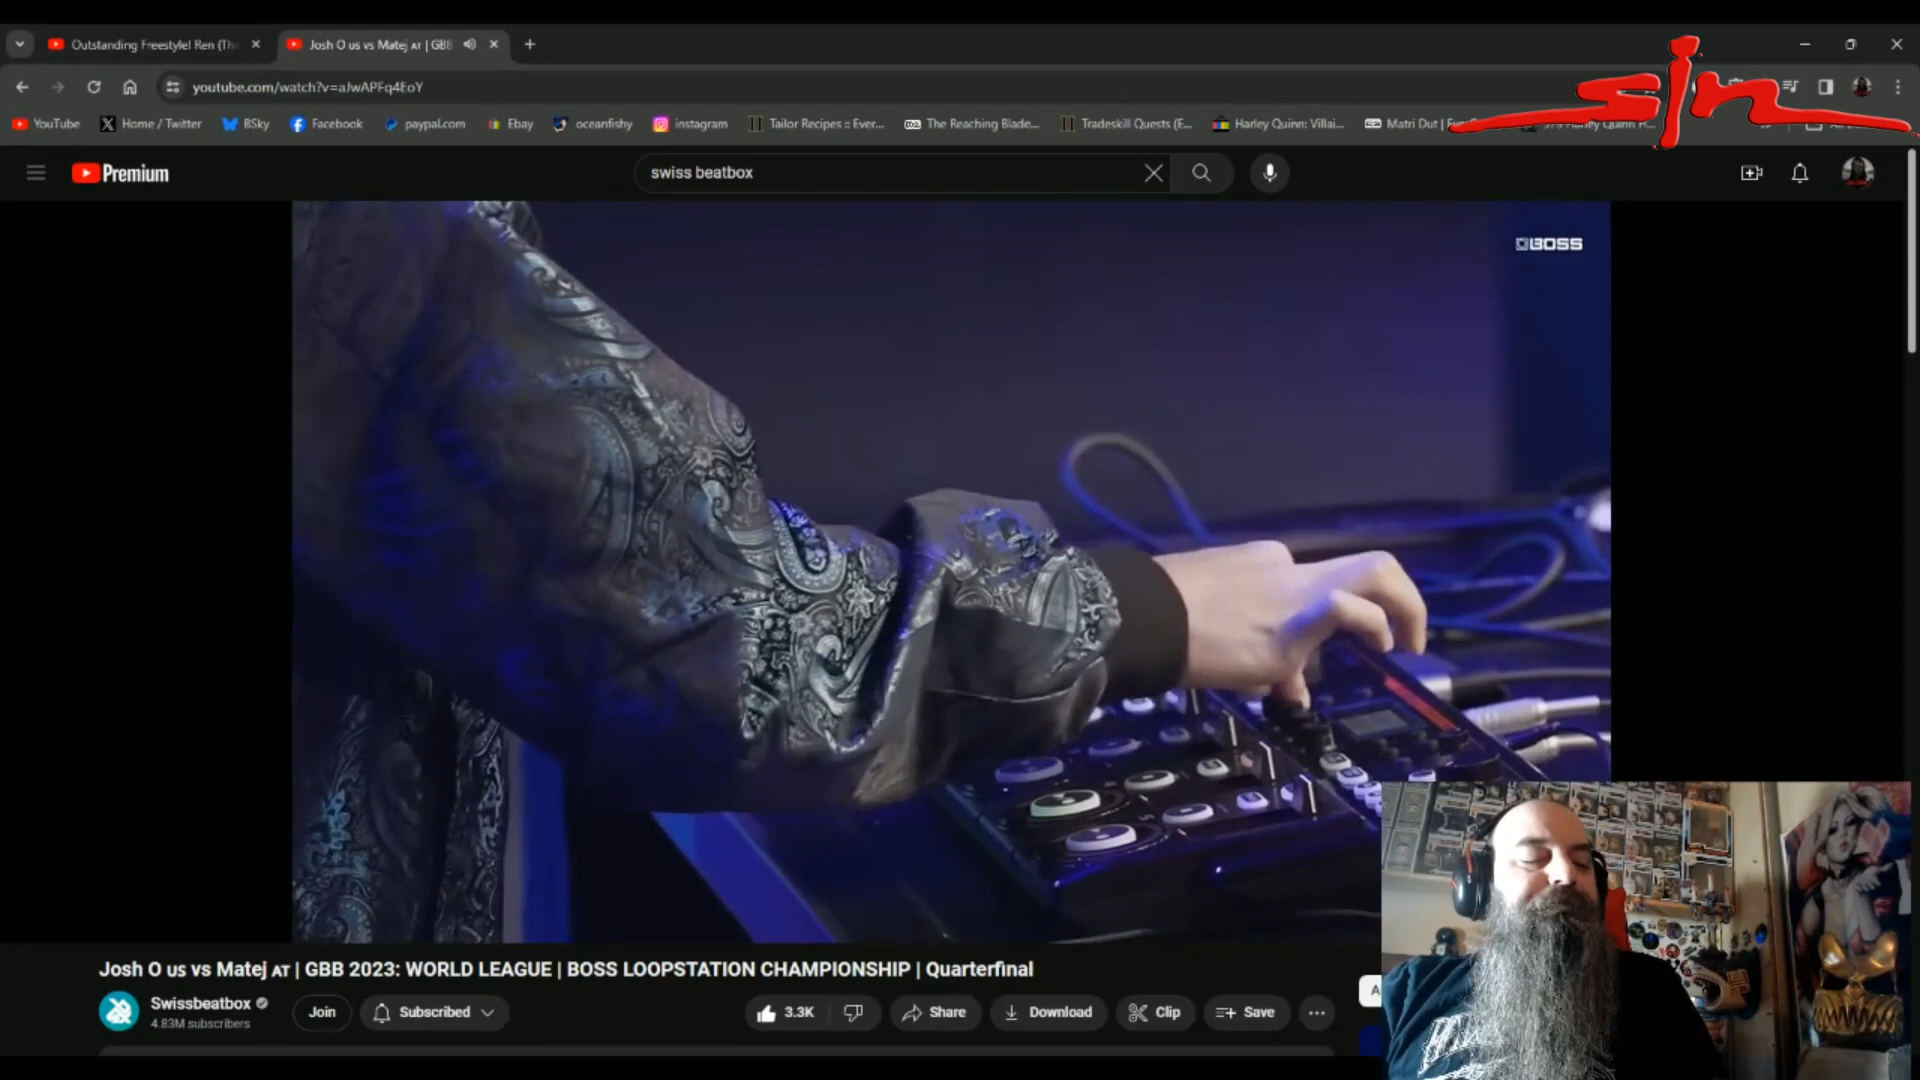 Outstanding Freestyle! Ren (Th
Josh O us vs Matej AT | GBB
youtube.com/watch?v=aJwAPFq4EoY
sin
YouTube
Home / Twitter
BSky
Facebook
paypal.com
Ebay
oceanfishy
instagram
Tailor Recipes :: Ever...
The Reaching Blade...
Tradeskill Quests (E...
Harley Quinn: Villai...
Matri Dut |
Premium
swiss beatbox
BOSS
Josh O us vs Matej AT | GBB 2023: WORLD LEAGUE | BOSS LOOPSTATION CHAMPIONSHIP | Quarterfinal
Swissbeatbox
4.83M subscribers
Join
Subscribed
3.3K
Share
Download
Clip
Save
A